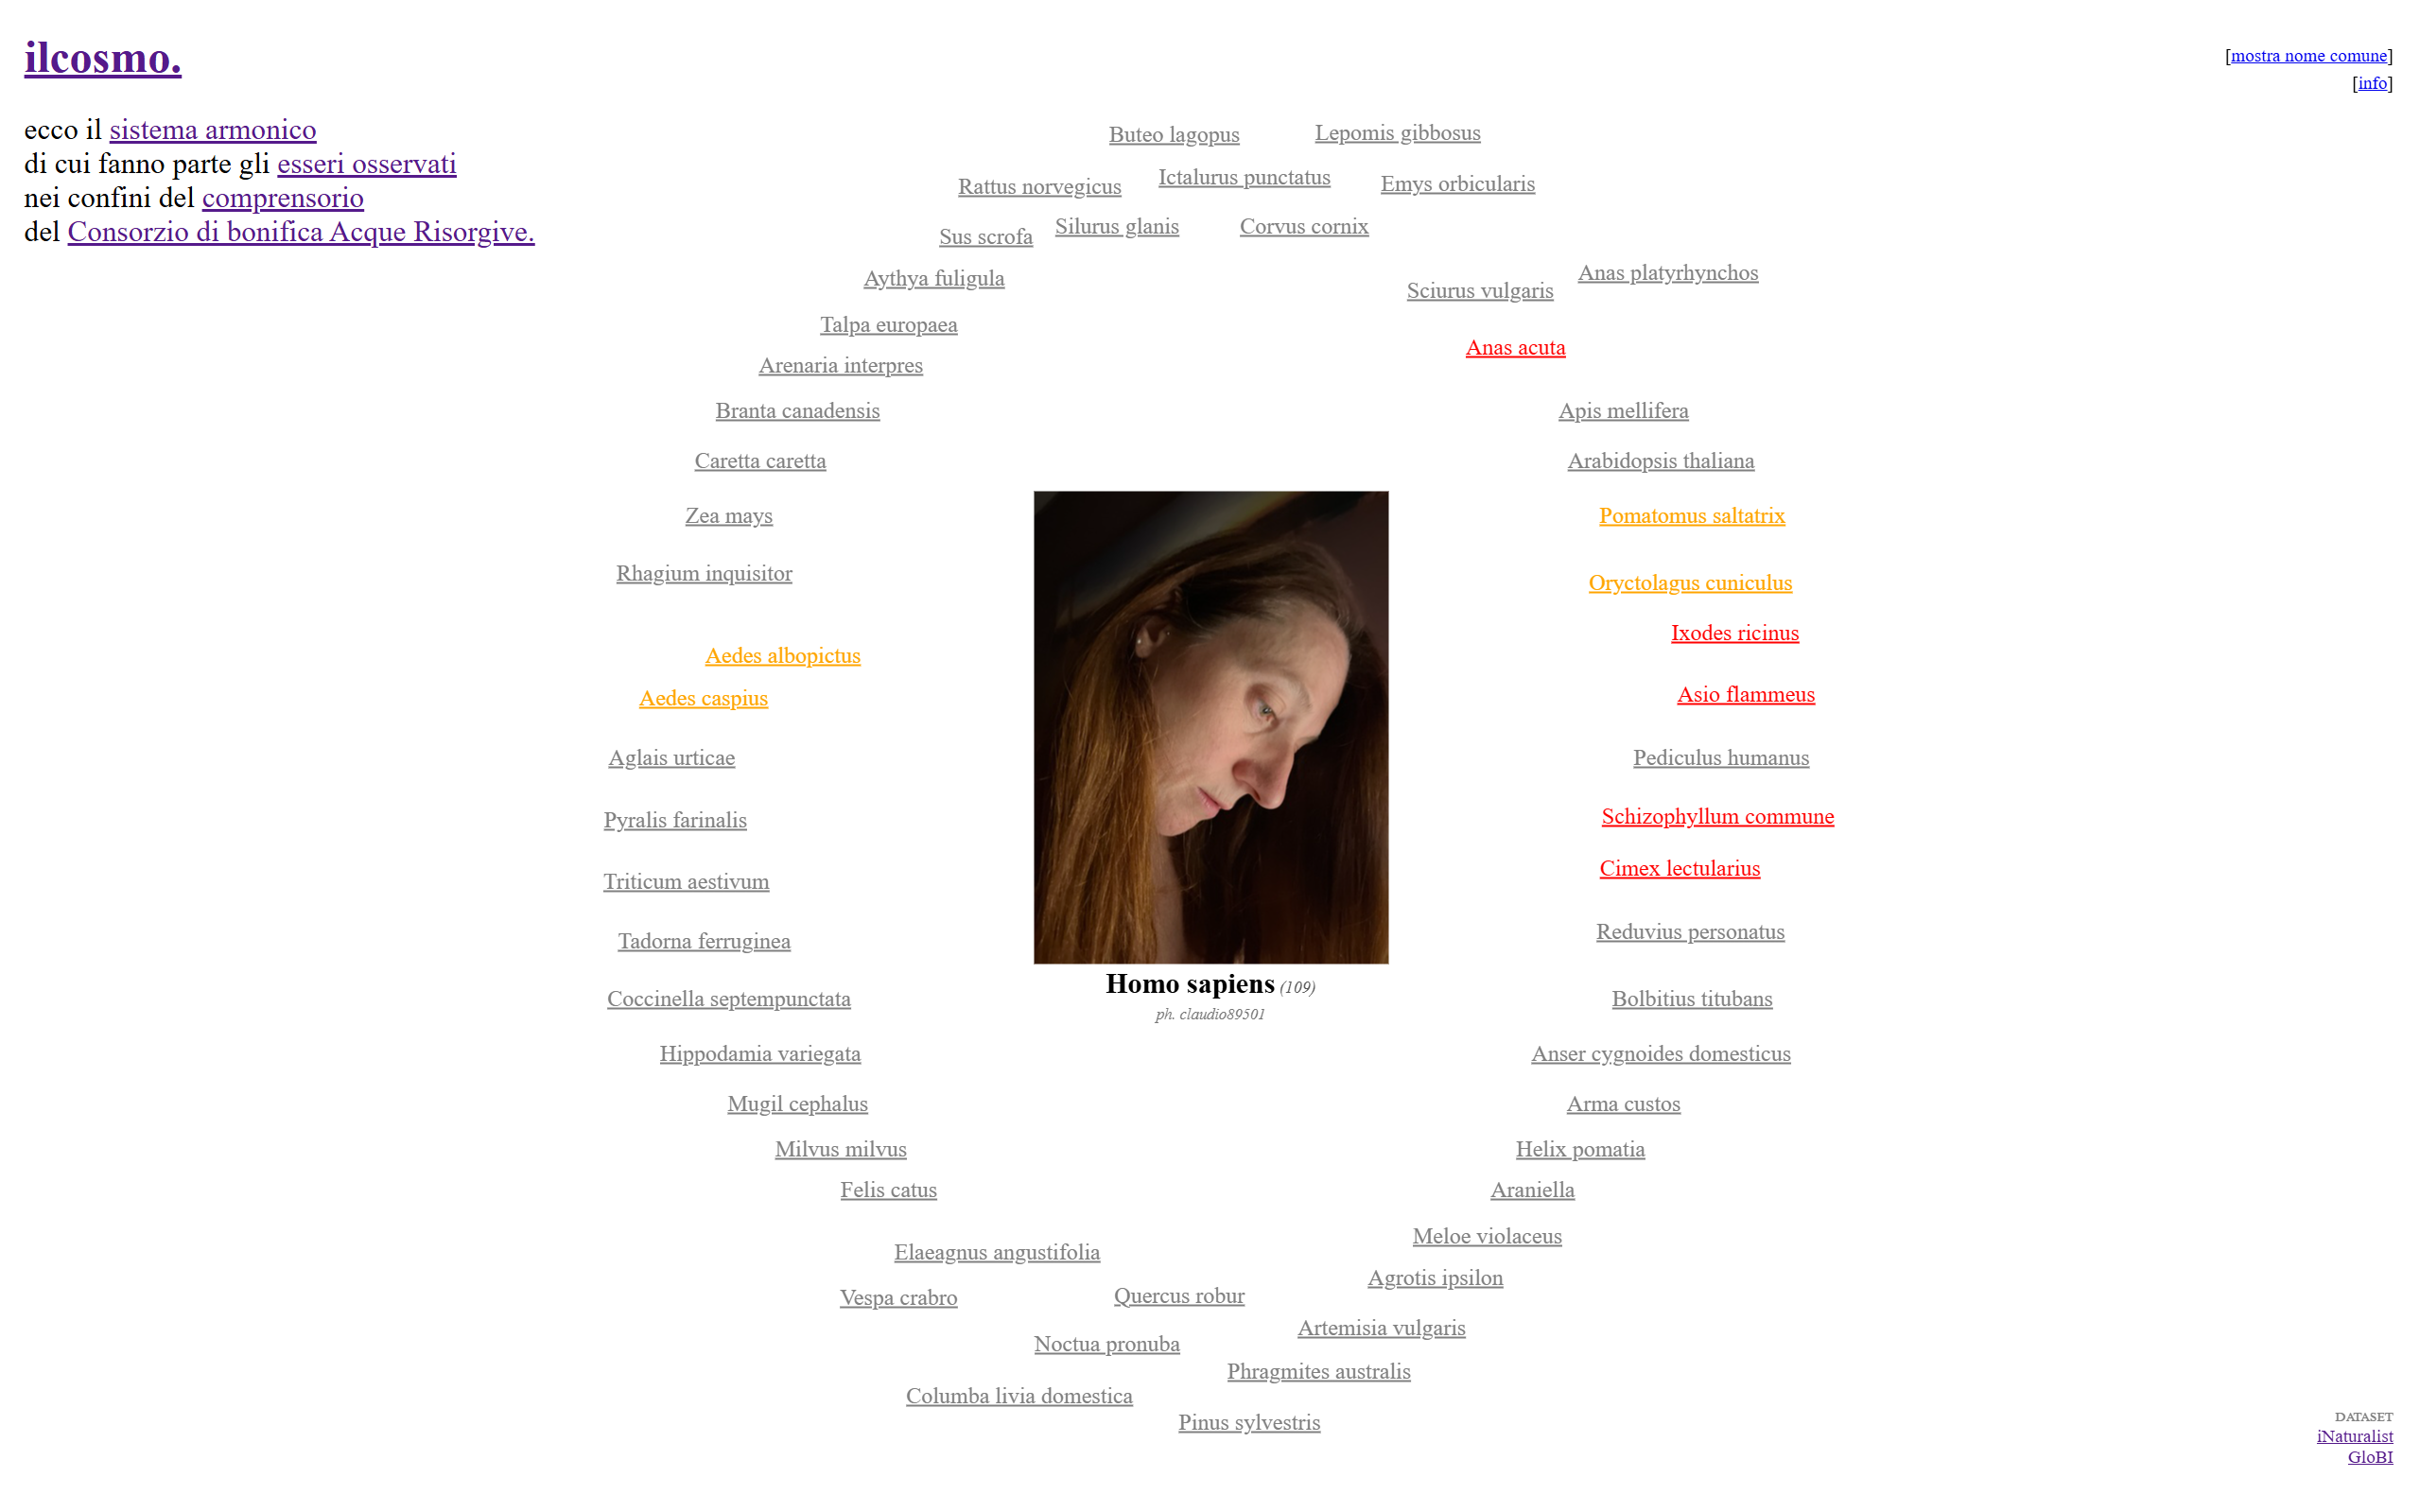 ilcosmo.
[mostra nome comune]
[info]
ecco il sistema armonico
di cui fanno parte gli esseri osservati
nei confini del comprensorio
del Consorzio di bonifica Acque Risorgive.
Buteo lagopus
Lepomis gibbosus
Rattus norvegicus
Ictalurus punctatus
Emys orbicularis
Sus scrofa
Silurus glanis
Corvus cornix
Aythya fuligula
Sciurus vulgaris
Anas platyrhynchos
Talpa europaea
Anas acuta
Arenaria interpres
Branta canadensis
Apis mellifera
Caretta caretta
Arabidopsis thaliana
Zea mays
Pomatomus saltatrix
Rhagium inquisitor
Oryctolagus cuniculus
Ixodes ricinus
Aedes albopictus
Aedes caspius
Asio flammeus
Aglais urticae
Pediculus humanus
Pyralis farinalis
Schizophyllum commune
Triticum aestivum
Cimex lectularius
Tadorna ferruginea
Reduvius personatus
Homo sapiens (109)
ph. claudio89501
Coccinella septempunctata
Bolbitius titubans
Hippodamia variegata
Anser cygnoides domesticus
Mugil cephalus
Arma custos
Milvus milvus
Helix pomatia
Felis catus
Araniella
Elaeagnus angustifolia
Meloe violaceus
Vespa crabro
Quercus robur
Agrotis ipsilon
Noctua pronuba
Artemisia vulgaris
Columba livia domestica
Phragmites australis
Pinus sylvestris
DATASET
iNaturalist
GloBI